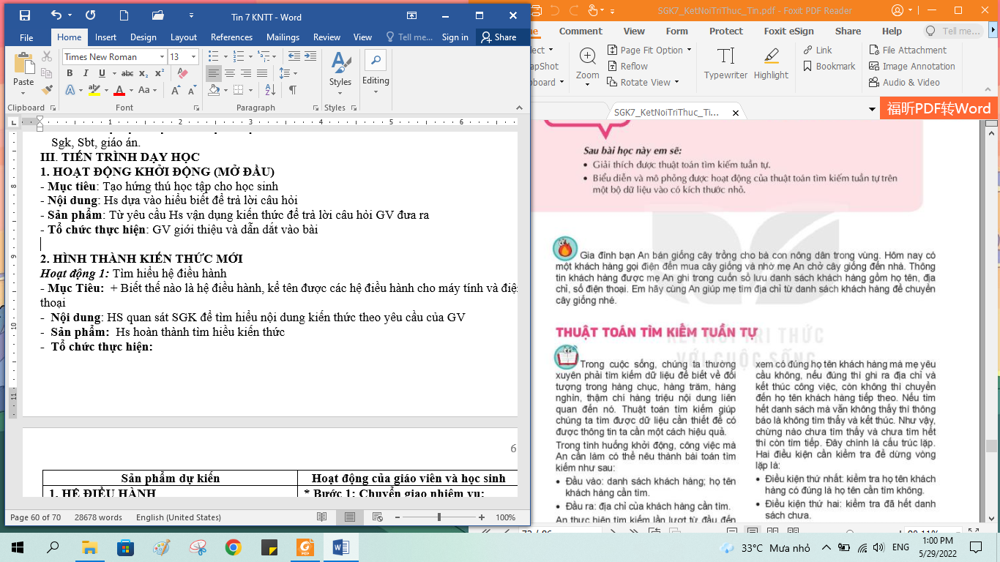 Tin 7 KNTT - Word
File Home Insert Design Layout References Mailings Review View Tell me... Sign in Share
Times New Roman 13
Paste
Styles
Editing
Clipboard Font Paragraph Styles
Sgk, Sbt, giáo án.
III. TIẾN TRÌNH DẠY HỌC
1. HOẠT ĐỘNG KHỞI ĐỘNG (MỞ ĐẦU)
- Mục tiêu: Tạo hứng thú học tập cho học sinh
- Nội dung: Hs dựa vào hiểu biết để trả lời câu hỏi
- Sản phẩm: Từ yêu cầu Hs vận dụng kiến thức để trả lời câu hỏi GV đưa ra
- Tổ chức thực hiện: GV giới thiệu và dẫn dắt vào bài
2. HÌNH THÀNH KIẾN THỨC MỚI
Hoạt động 1: Tìm hiểu hệ điều hành
- Mục Tiêu: + Biết thế nào là hệ điều hành, kể tên được các hệ điều hành cho máy tính và điện
thoại
- Nội dung: HS quan sát SGK để tìm hiểu nội dung kiến thức theo yêu cầu của GV
- Sản phẩm: Hs hoàn thành tìm hiểu kiến thức
- Tổ chức thực hiện:
6
Sản phẩm dự kiến Hoạt động của giáo viên và học sinh
1. HỆ ĐIỀU HÀNH * Bước 1: Chuyển giao nhiệm vụ:
Page 60 of 70 28678 words English (United States) 100%
SGK7_KetNoiTriThuc_Tin.pdf - Foxit PDF Reader
Comment View Form Protect Foxit eSign Share Help Tell me...
Zoom
Page Fit Option
Reflow
Rotate View
Typewriter
Highlight
Link
Bookmark
File Attachment
Image Annotation
Audio & Video
SGK7_KetNoiTriThuc_Ti...
福昕PDF转Word
Sau bài học này em sẽ:
• Giải thích được thuật toán tìm kiếm tuần tự.
• Biểu diễn và mô phỏng được hoạt động của thuật toán tìm kiếm tuần tự trên
một bộ dữ liệu vào có kích thước nhỏ.
Gia đình bạn An bán giống cây trồng cho bà con nông dân trong vùng. Hôm nay có
một khách hàng gọi điện đến mua cây giống và nhờ mẹ An chở cây giống đến nhà. Thông
tin khách hàng được mẹ An ghi trong cuốn sổ lưu danh sách khách hàng gồm họ tên, địa
chỉ, số điện thoại. Em hãy cùng An giúp mẹ tìm địa chỉ từ danh sách khách hàng để chuyển
cây giống nhé.
THUẬT TOÁN TÌM KIẾM TUẦN TỰ
KẾT NỐI TRI THỨC
VỚI CUỘC SỐNG
Trong cuộc sống, chúng ta thường
xuyên phải tìm kiếm dữ liệu để biết về đối
tượng trong hàng chục, hàng trăm, hàng
nghìn, thậm chí hàng triệu nội dung liên
quan đến nó. Thuật toán tìm kiếm giúp
chúng ta tìm được dữ liệu cần thiết để có
được thông tin ta cần một cách hiệu quả.
Trong tình huống khởi động, công việc mà
An cần làm có thể nêu thành bài toán tìm
kiếm như sau:
• Đầu vào: danh sách khách hàng; họ tên
khách hàng cần tìm.
• Đầu ra: địa chỉ của khách hàng cần tìm.
An thực hiện tìm kiếm lần lượt từ đầu đến
xem có đúng họ tên khách hàng mà mẹ yêu
cầu không, nếu đúng thì ghi ra địa chỉ và
kết thúc công việc, còn không thì chuyển
đến họ tên khách hàng tiếp theo. Nếu tìm
hết danh sách mà vẫn không thấy thì thông
báo là không tìm thấy và kết thúc. Như vậy,
chừng nào chưa tìm thấy và chưa tìm hết
thì còn tìm tiếp. Đây chính là cấu trúc lặp.
Hai điều kiện cần kiểm tra để dừng vòng
lặp là:
• Điều kiện thứ nhất: kiểm tra họ tên khách
hàng có đúng là họ tên cần tìm không.
• Điều kiện thứ hai: kiểm tra đã hết danh
sách chưa.
33°C Mưa nhỏ ENG
1:00 PM
5/29/2022